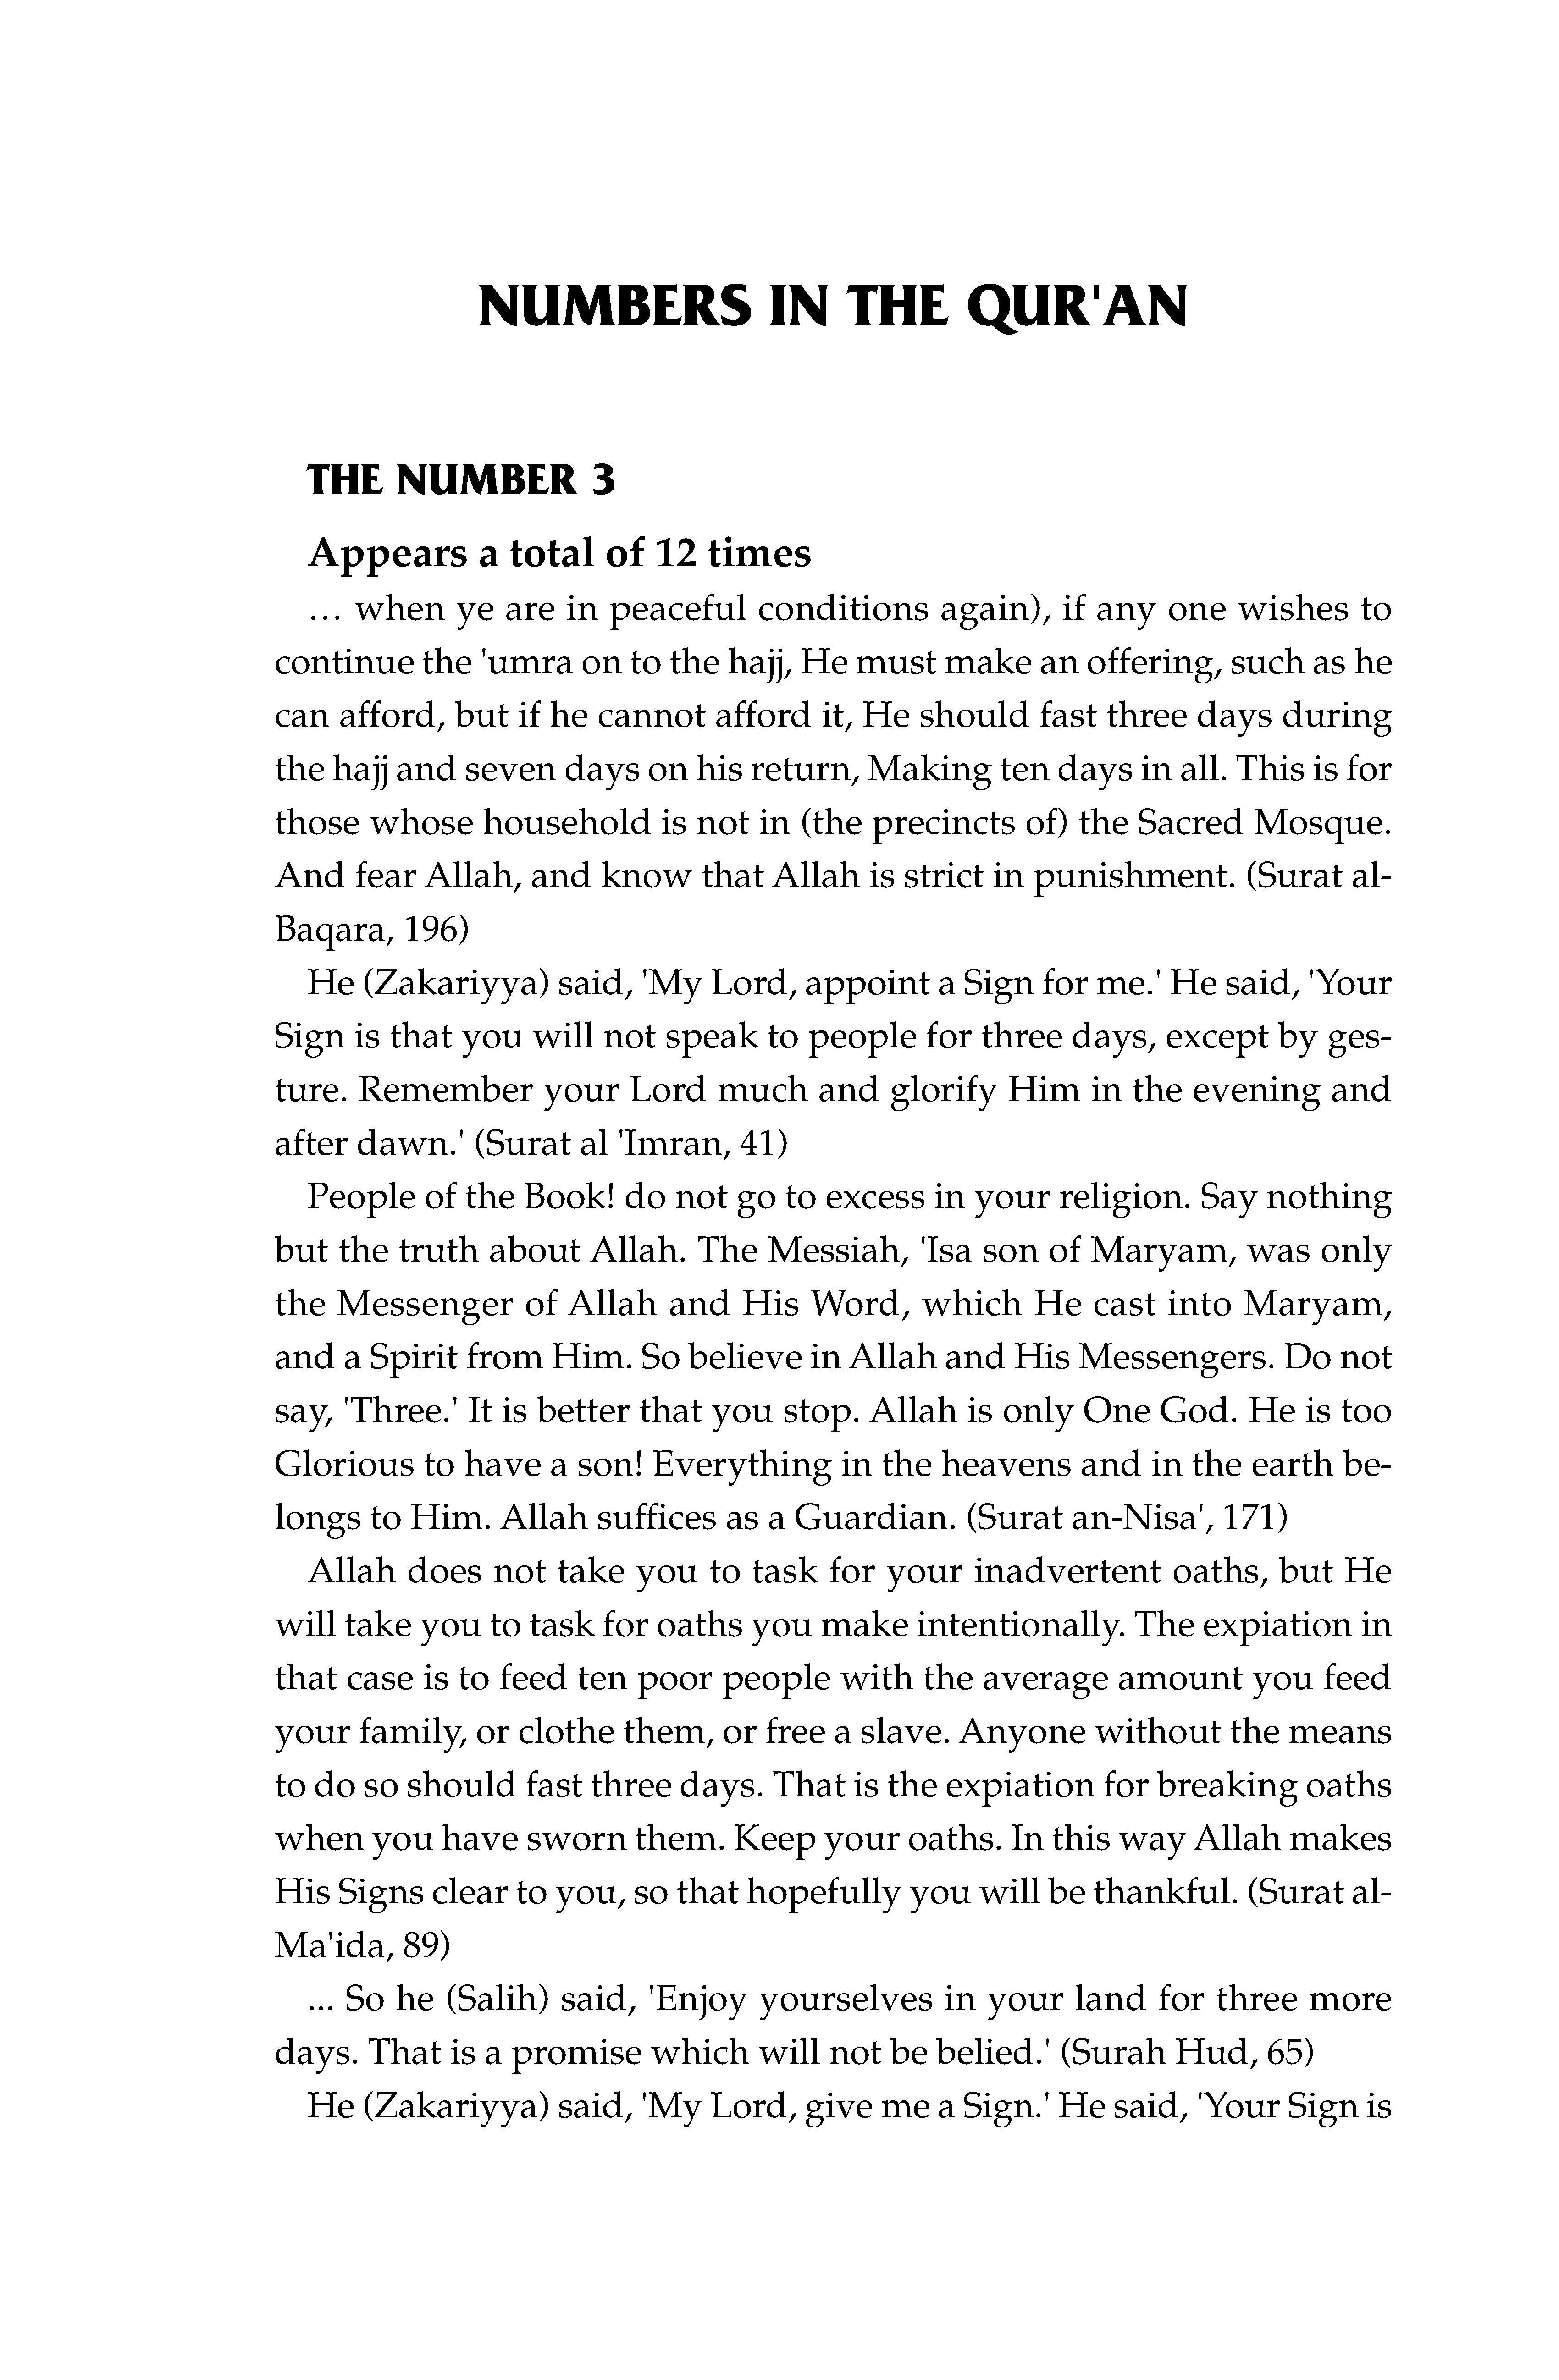 NUMBERS IN THE QUR'AN
THE NUMBER 3
Appears a total of 12 times
… when ye are in peaceful conditions again), if any one wishes to
continue the 'umra on to the hajj, He must make an offering, such as he
can afford, but if he cannot afford it, He should fast three days during
the hajj and seven days on his return, Making ten days in all. This is for
those whose household is not in (the precincts of) the Sacred Mosque.
And fear Allah, and know that Allah is strict in punishment. (Surat al-
Baqara, 196)
He (Zakariyya) said, 'My Lord, appoint a Sign for me.' He said, 'Your
Sign is that you will not speak to people for three days, except by ges-
ture. Remember your Lord much and glorify Him in the evening and
after dawn.' (Surat al 'Imran, 41)
People of the Book! do not go to excess in your religion. Say nothing
but the truth about Allah. The Messiah, 'Isa son of Maryam, was only
the Messenger of Allah and His Word, which He cast into Maryam,
and a Spirit from Him. So believe in Allah and His Messengers. Do not
say, 'Three.' It is better that you stop. Allah is only One God. He is too
Glorious to have a son! Everything in the heavens and in the earth be-
longs to Him. Allah suffices as a Guardian. (Surat an-Nisa', 171)
Allah does not take you to task for your inadvertent oaths, but He
will take you to task for oaths you make intentionally. The expiation in
that case is to feed ten poor people with the average amount you feed
your family, or clothe them, or free a slave. Anyone without the means
to do so should fast three days. That is the expiation for breaking oaths
when you have sworn them. Keep your oaths. In this way Allah makes
His Signs clear to you, so that hopefully you will be thankful. (Surat al-
Ma'ida, 89)
... So he (Salih) said, 'Enjoy yourselves in your land for three more
days. That is a promise which will not be belied.' (Surah Hud, 65)
He (Zakariyya) said, 'My Lord, give me a Sign.' He said, 'Your Sign is